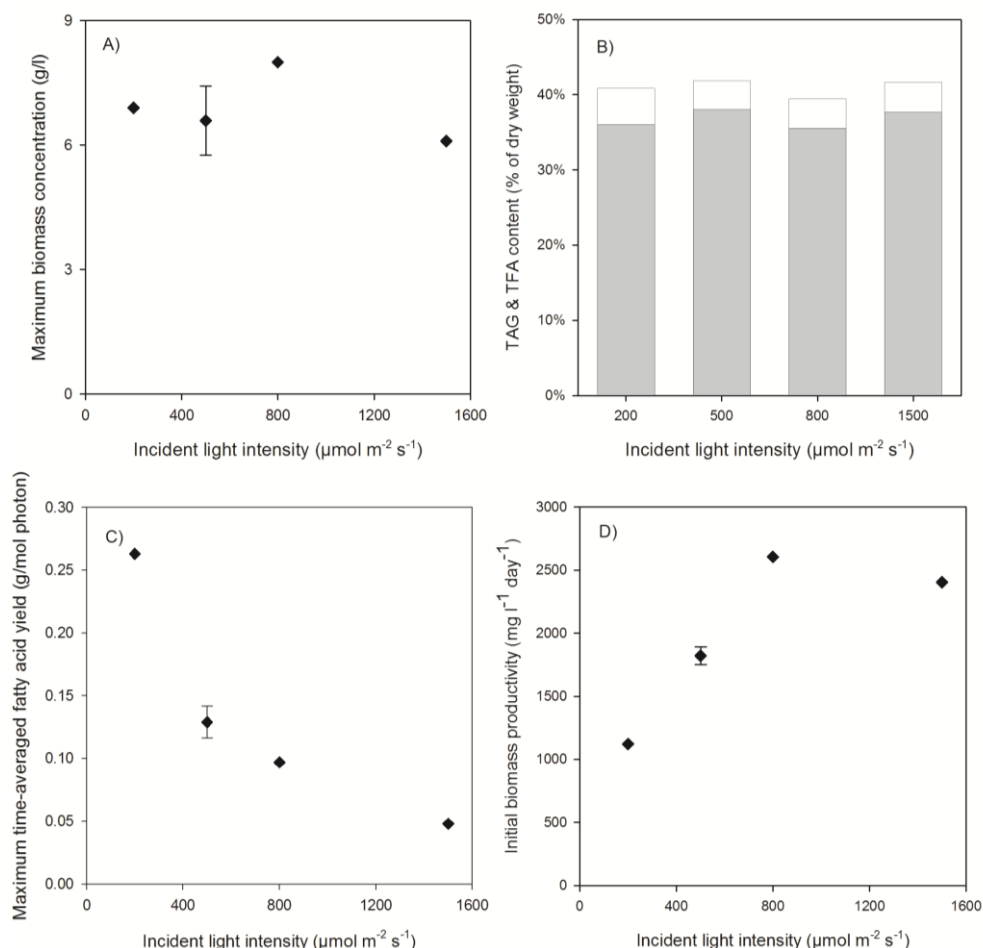 A)
Maximum biomass concentration (g/l)
9
6
3
0
0 400 800 1200 1600
Incident light intensity (µmol m⁻² s⁻¹)
B)
TAG & TFA content (% of dry weight)
50%
40%
30%
20%
10%
0%
200 500 800 1500
Incident light intensity (µmol m⁻² s⁻¹)
C)
Maximum time-averaged fatty acid yield (g/mol photon)
0.30
0.25
0.20
0.15
0.10
0.05
0.00
0 400 800 1200 1600
Incident light intensity (µmol m⁻² s⁻¹)
D)
Initial biomass productivity (mg l⁻¹ day⁻¹)
3000
2500
2000
1500
1000
500
0
0 400 800 1200 1600
Incident light intensity (µmol m⁻² s⁻¹)